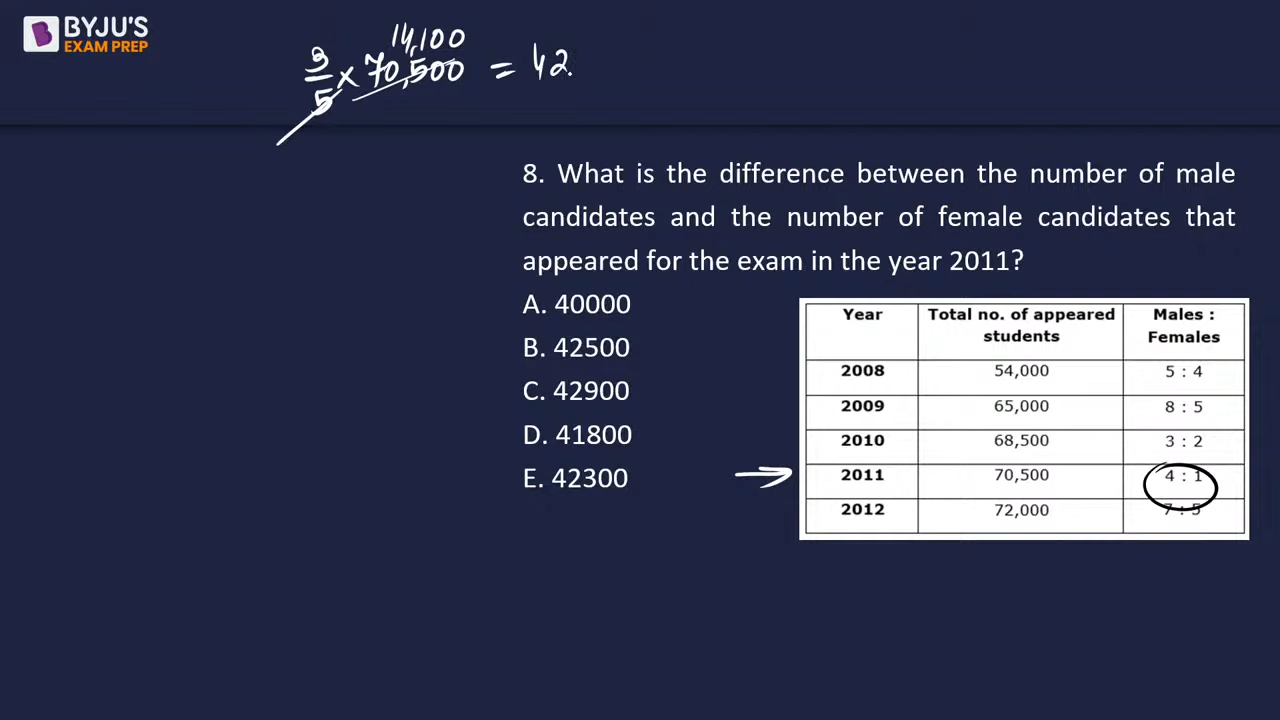 BYJU'S
EXAM PREP
14,100
3/5 × 70,500 = 42.
8. What is the difference between the number of male
candidates and the number of female candidates that
appeared for the exam in the year 2011?
A. 40000
B. 42500
C. 42900
D. 41800
E. 42300
Year Total no. of appeared students Males : Females
2008 54,000 5 : 4
2009 65,000 8 : 5
2010 68,500 3 : 2
2011 70,500 4 : 1
2012 72,000 7 : 5